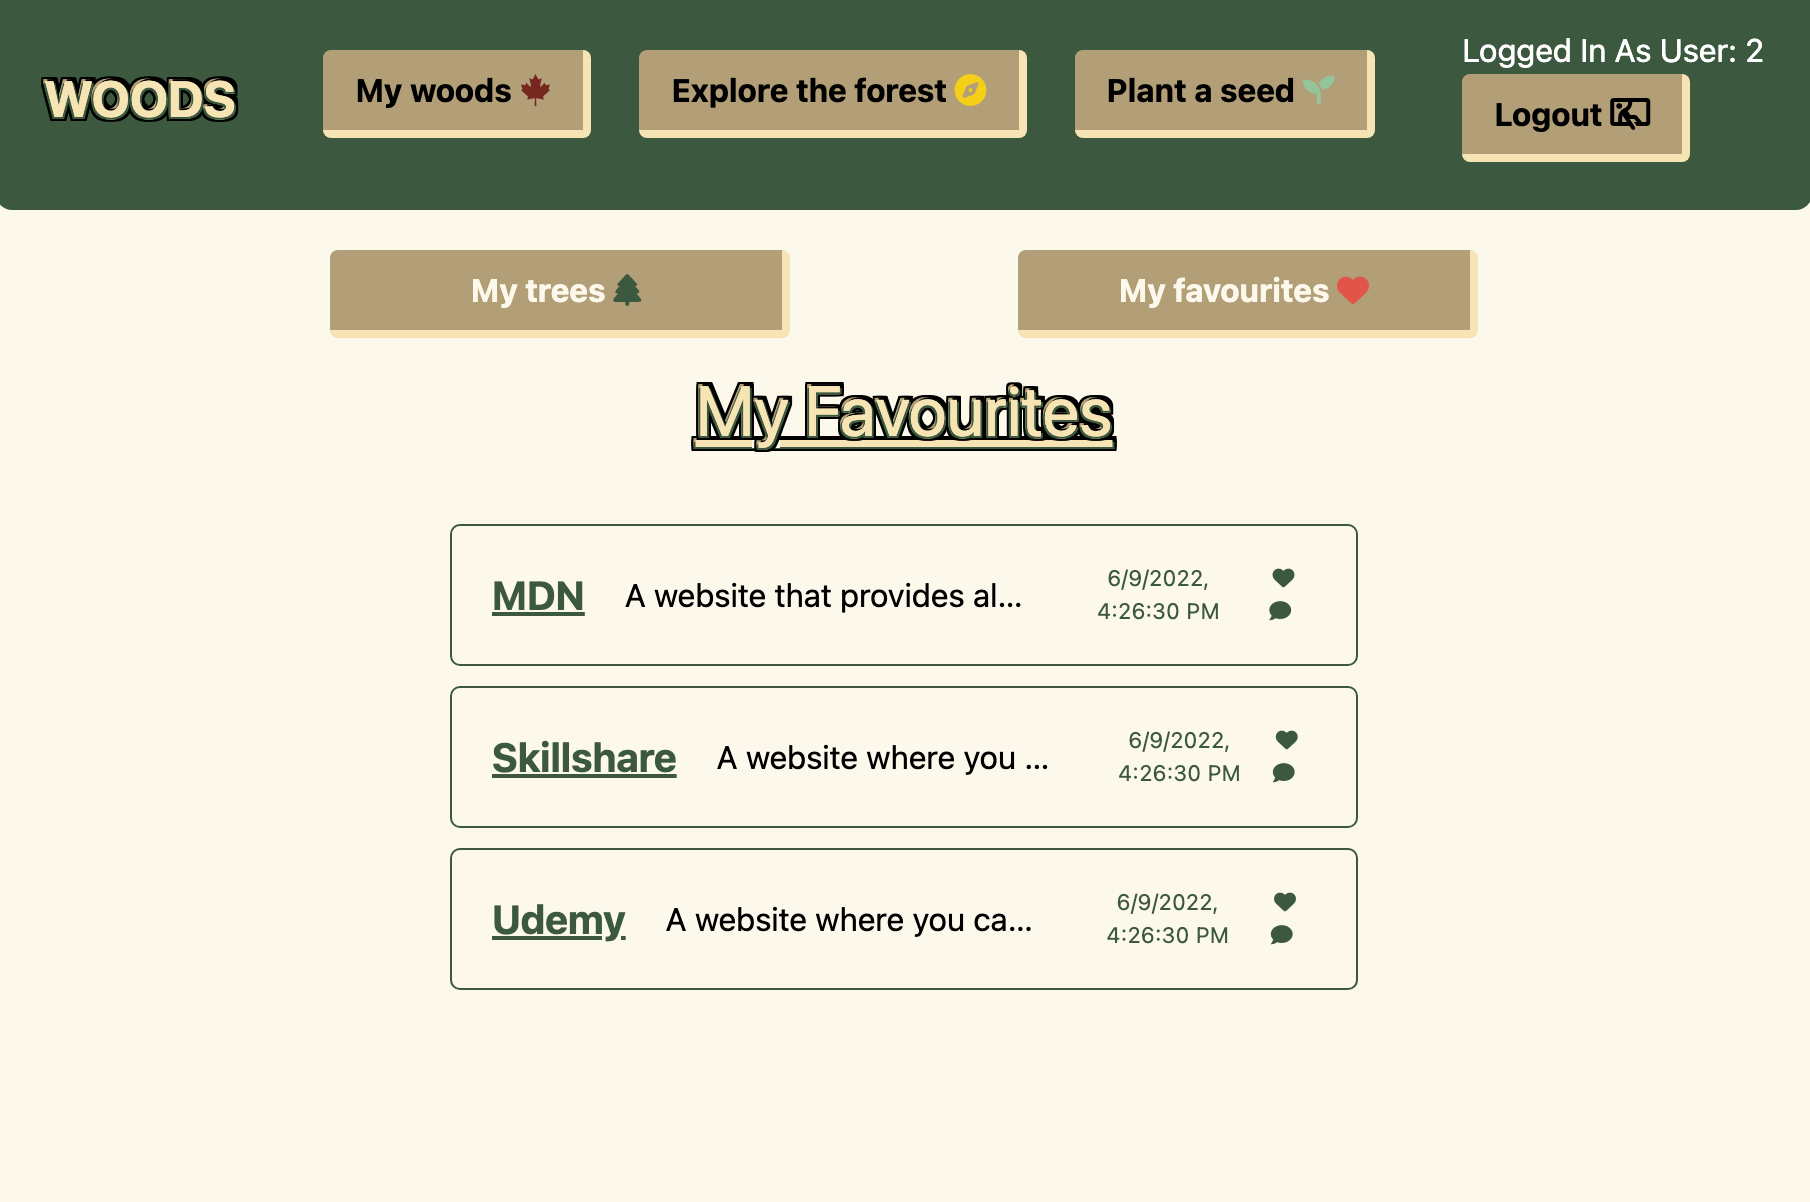 WOODS
My woods
Explore the forest
Plant a seed
Logged In As User: 2
Logout
My trees
My favourites
My Favourites
MDN
A website that provides al...
6/9/2022,
4:26:30 PM
Skillshare
A website where you ...
6/9/2022,
4:26:30 PM
Udemy
A website where you ca...
6/9/2022,
4:26:30 PM